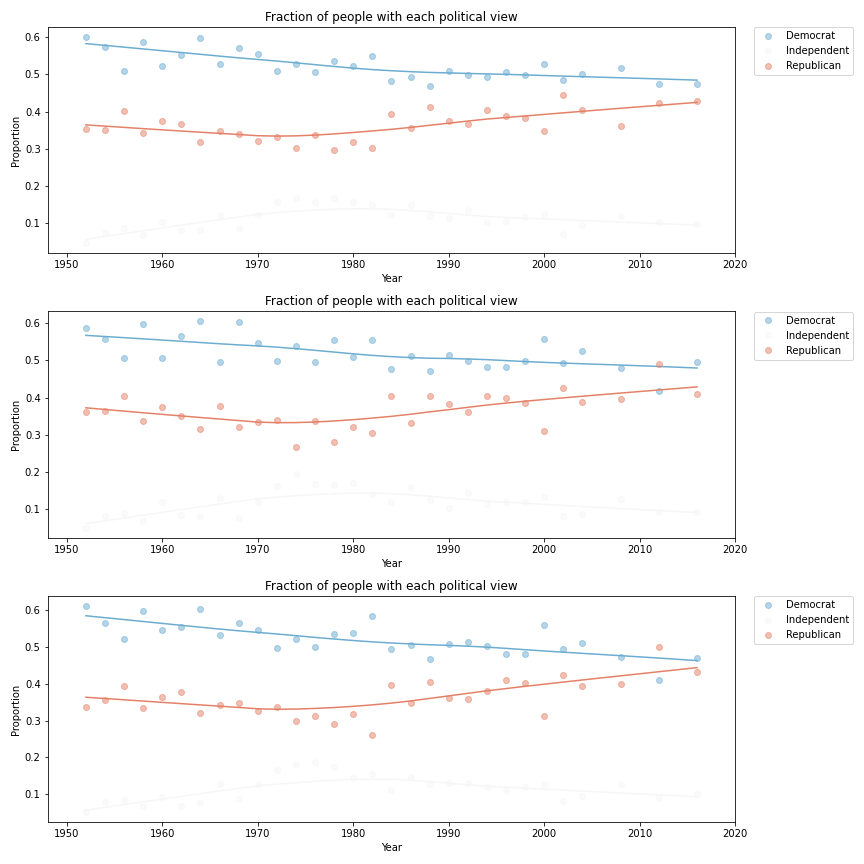 Fraction of people with each political view
Democrat
Independent
Republican
0.6
0.5
0.4
0.3
0.2
0.1
Proportion
1950 1960 1970 1980 1990 2000 2010 2020
Year
Fraction of people with each political view
Democrat
Independent
Republican
0.6
0.5
0.4
0.3
0.2
0.1
Proportion
1950 1960 1970 1980 1990 2000 2010 2020
Year
Fraction of people with each political view
Democrat
Independent
Republican
0.6
0.5
0.4
0.3
0.2
0.1
Proportion
1950 1960 1970 1980 1990 2000 2010 2020
Year